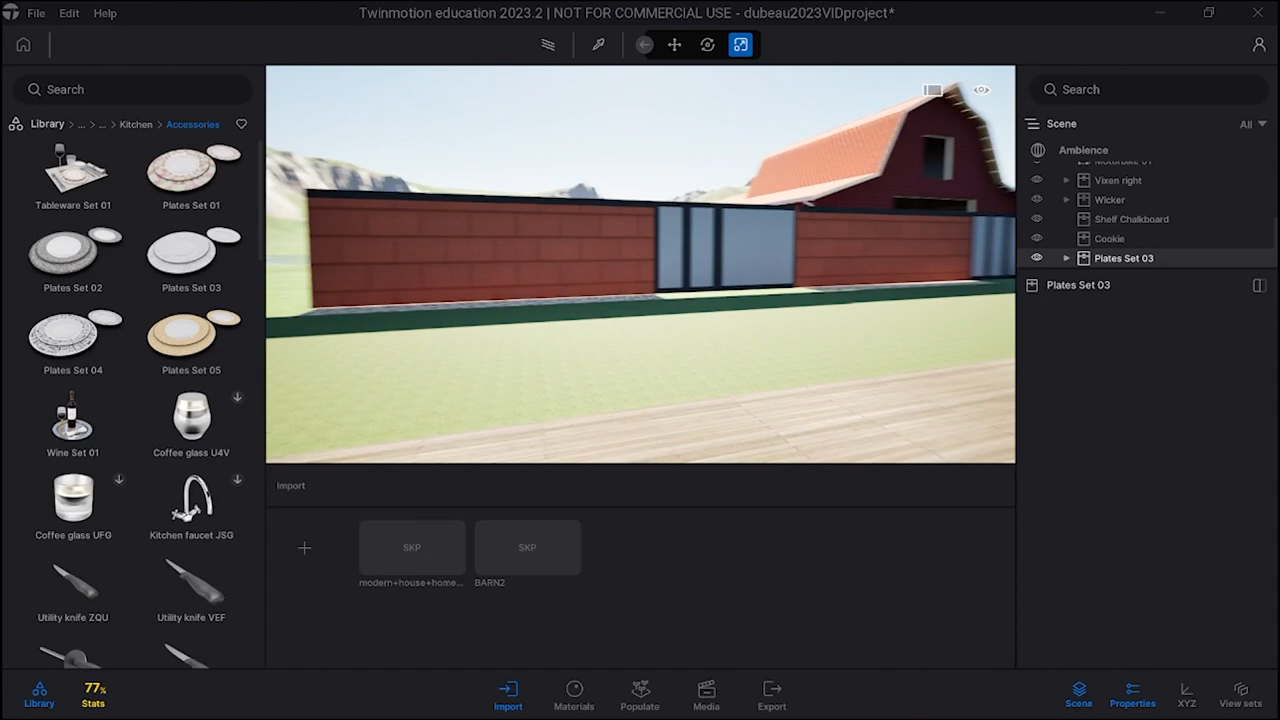 File Edit Help
Twinmotion education 2023.2 | NOT FOR COMMERCIAL USE - dubeau2023VIDproject*
Search
Library > ... > ... > Kitchen > Accessories
Tableware Set 01
Plates Set 01
Plates Set 02
Plates Set 03
Plates Set 04
Plates Set 05
Wine Set 01
Coffee glass U4V
Coffee glass UFG
Kitchen faucet JSG
Utility knife ZQU
Utility knife VEF
Import
SKP
SKP
modern+house+home...
BARN2
Search
Scene
All
Ambience
Motorbike 01
Vixen right
Wicker
Shelf Chalkboard
Cookie
Plates Set 03
Plates Set 03
Library
77%
Stats
Import
Materials
Populate
Media
Export
Scene
Properties
XYZ
View sets